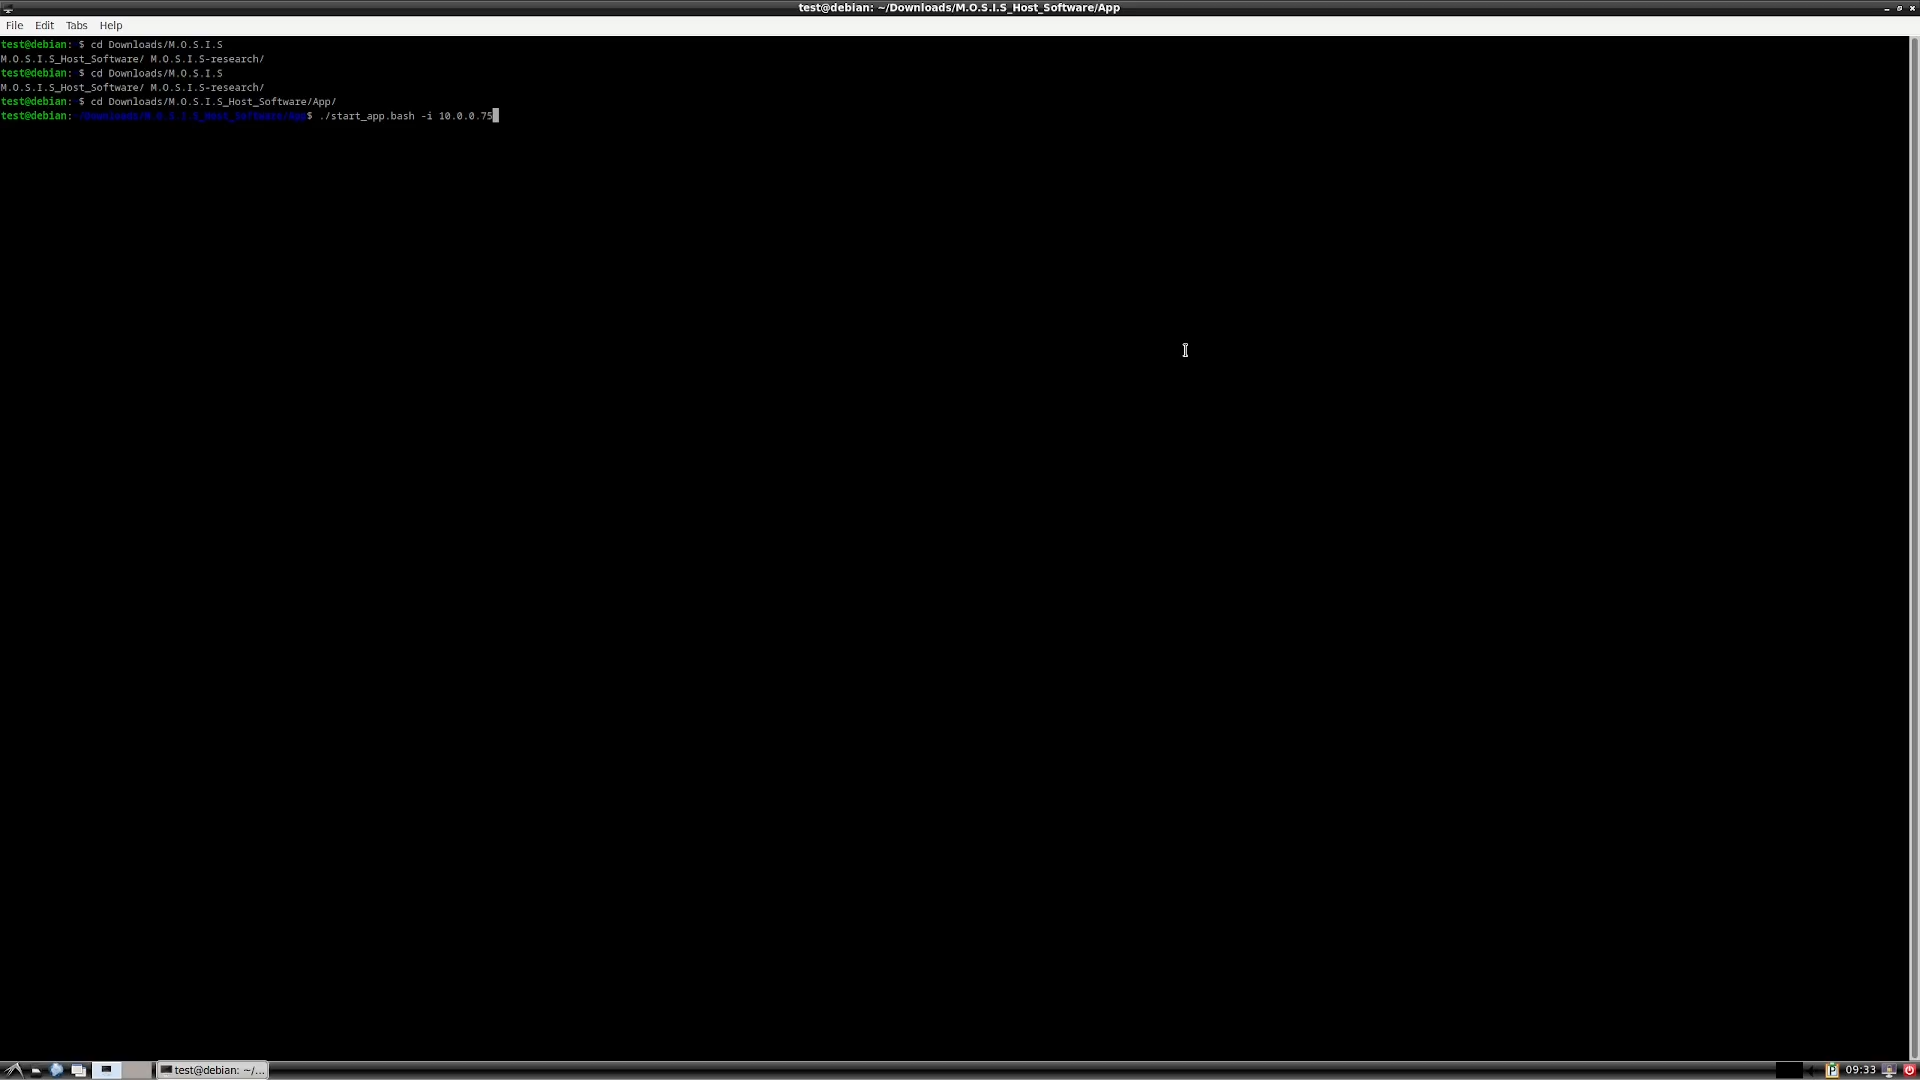 test@debian: ~/Downloads/M.O.S.I.S_Host_Software/App
File Edit Tabs Help
test@debian: $ cd Downloads/M.O.S.I.S
M.O.S.I.S_Host_Software/ M.O.S.I.S-research/
test@debian: $ cd Downloads/M.O.S.I.S
M.O.S.I.S_Host_Software/ M.O.S.I.S-research/
test@debian: $ cd Downloads/M.O.S.I.S_Host_Software/App/
test@debian: ~/Downloads/M.O.S.I.S_Host_Software/App$ ./start_app.bash -i 10.0.0.75
test@debian: ~/...
09:33